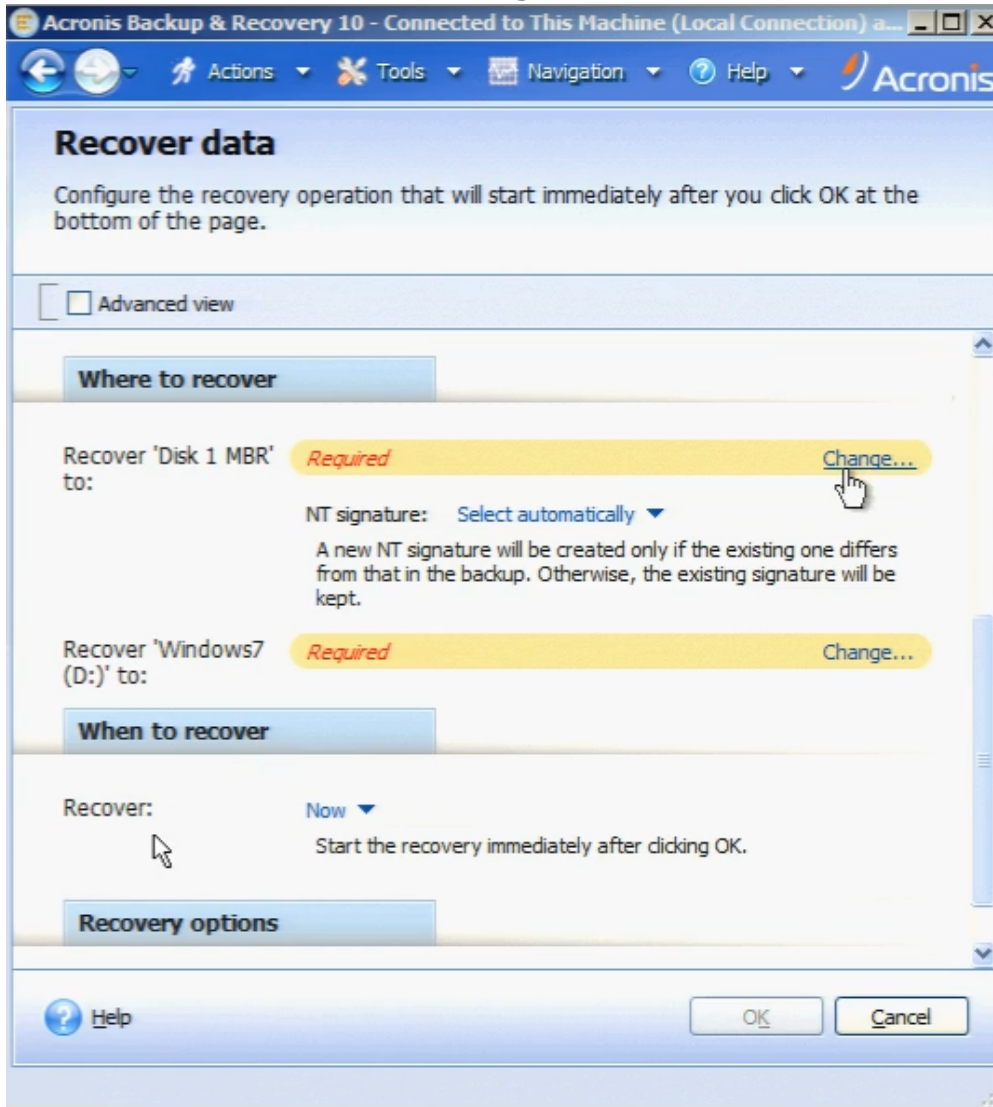 Acronis Backup & Recovery 10 - Connected to This Machine (Local Connection) a...
Actions Tools Navigation Help Acronis
Recover data
Configure the recovery operation that will start immediately after you click OK at the
bottom of the page.
Advanced view
Where to recover
Recover 'Disk 1 MBR' Required Change...
to:
NT signature: Select automatically
A new NT signature will be created only if the existing one differs
from that in the backup. Otherwise, the existing signature will be
kept.
Recover 'Windows7 Required Change...
(D:)' to:
When to recover
Recover: Now
Start the recovery immediately after clicking OK.
Recovery options
Help OK Cancel